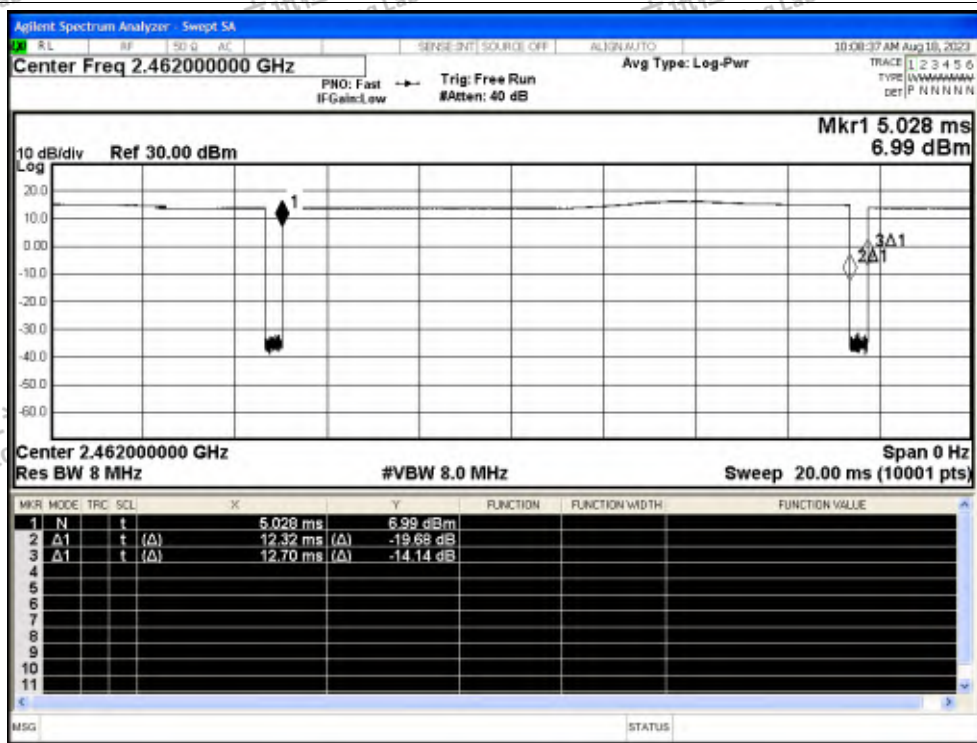 Agilent Spectrum Analyzer - Swept SA
RL RF 50 Ω AC SENSE:INT SOURCE OFF ALIGN AUTO 10:08:37 AM Aug 18, 2023
Center Freq 2.462000000 GHz
PNO: Fast
IFGain:Low
Trig: Free Run
#Atten: 40 dB
Avg Type: Log-Pwr
TRACE 1 2 3 4 5 6
TYPE
DET P N N N N N
Mkr1 5.028 ms
6.99 dBm
10 dB/div Ref 30.00 dBm
Log
20.0
10.0
0.00
-10.0
-20.0
-30.0
-40.0
-50.0
-60.0
1
3Δ1
2Δ1
Center 2.462000000 GHz Span 0 Hz
Res BW 8 MHz #VBW 8.0 MHz Sweep 20.00 ms (10001 pts)
MKR MODE TRC SCL X Y FUNCTION FUNCTION WIDTH FUNCTION VALUE
1 N t 5.028 ms 6.99 dBm
2 Δ1 t (Δ) 12.32 ms (Δ) -19.68 dB
3 Δ1 t (Δ) 12.70 ms (Δ) -14.14 dB
4
5
6
7
8
9
10
11
MSG STATUS